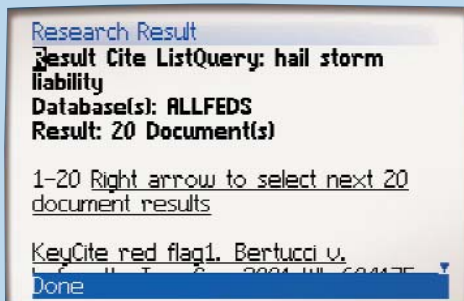 Research Result
Result Cite ListQuery: hail storm
liability
Database(s): ALLFEDS
Result: 20 Document(s)
1-20 Right arrow to select next 20
document results
KeyCite red flag1. Bertucci v.
Done